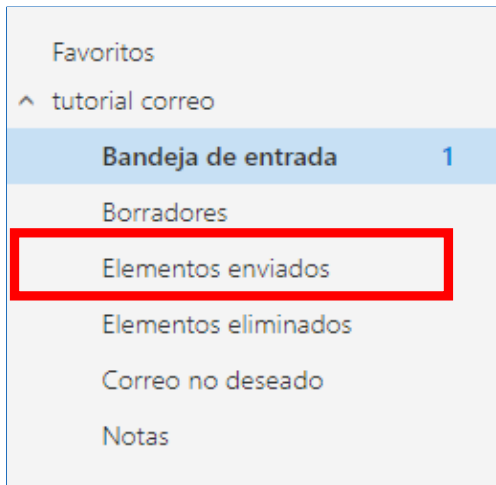 Favoritos
tutorial correo
Bandeja de entrada 1
Borradores
Elementos enviados
Elementos eliminados
Correo no deseado
Notas